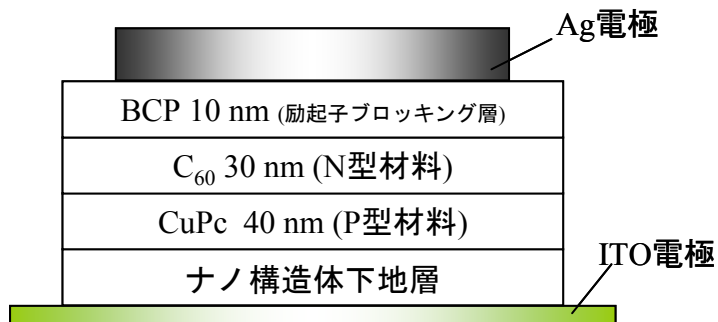 Ag電極
BCP 10 nm (励起子ブロッキング層)
C₆₀ 30 nm (N型材料)
CuPc 40 nm (P型材料)
ITO電極
ナノ構造体下地層